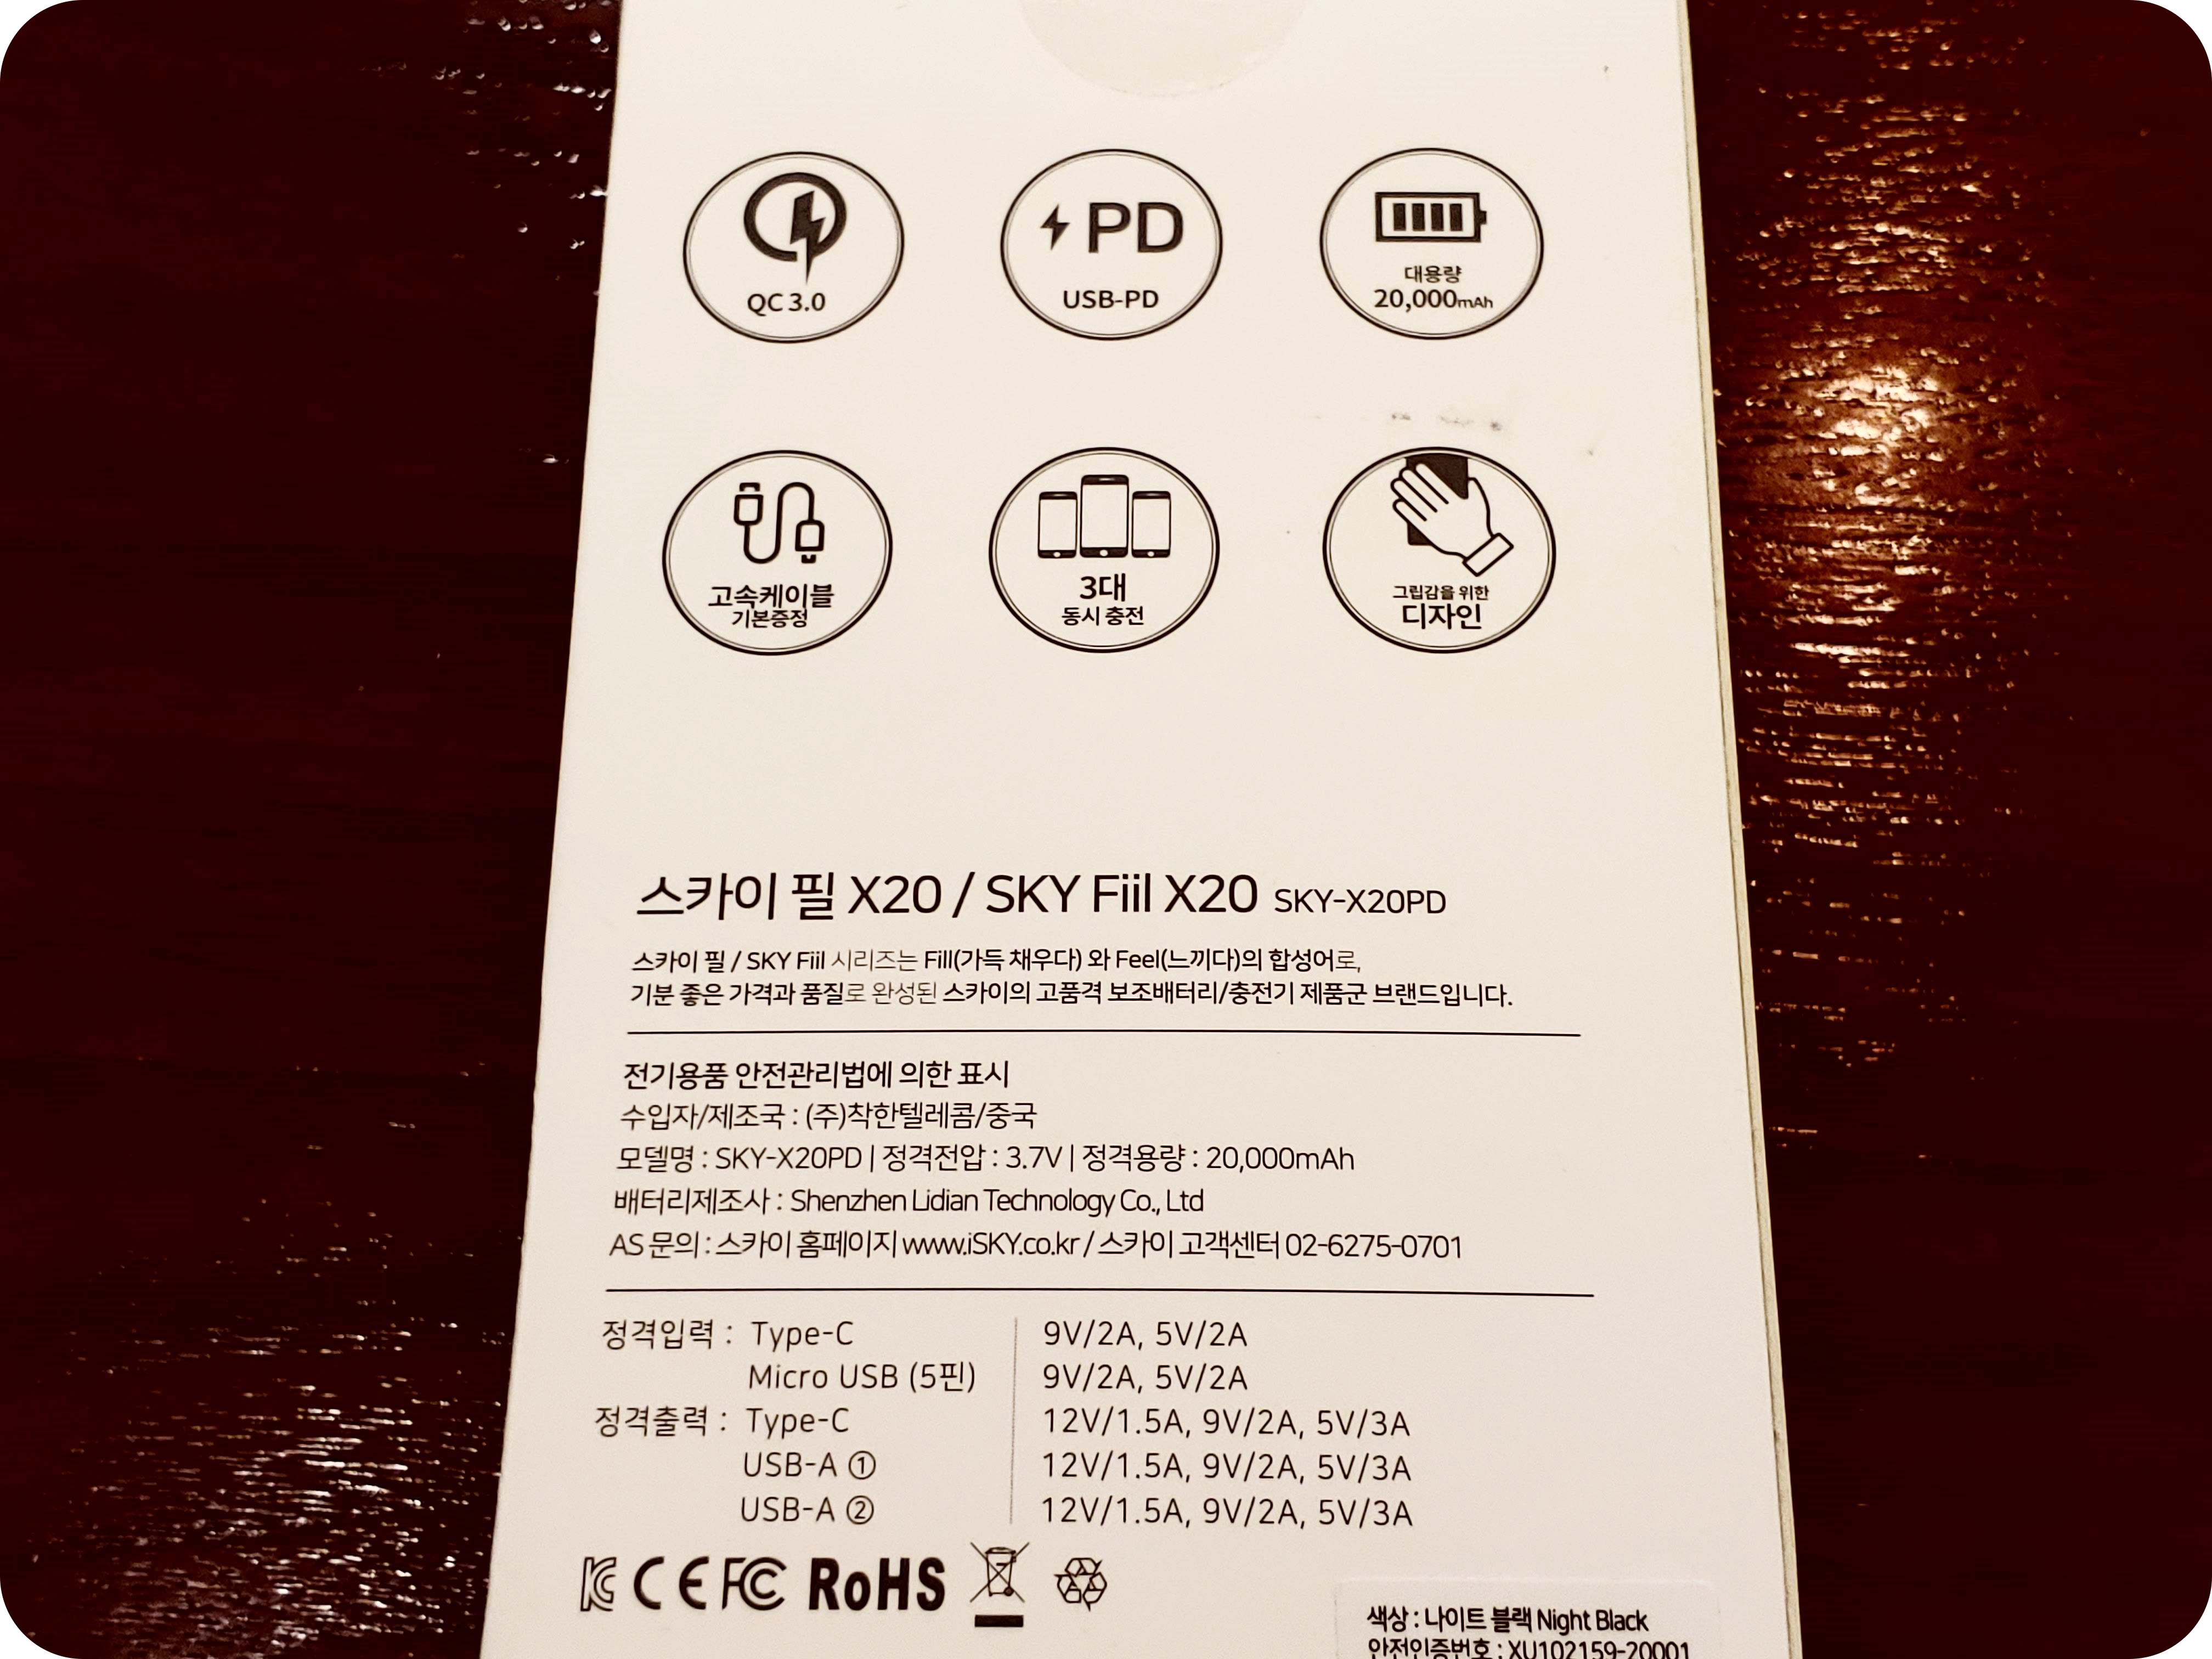 QC 3.0
PD
USB-PD
대용량
20,000mAh
고속케이블
기본증정
3대
동시 충전
그립감을 위한
디자인
스카이 필 X20 / SKY Fiil X20 SKY-X20PD
스카이 필 / SKY Fiil 시리즈는 Fill(가득 채우다) 와 Feel(느끼다)의 합성어로,
기분 좋은 가격과 품질로 완성된 스카이의 고품격 보조배터리/충전기 제품군 브랜드입니다.
전기용품 안전관리법에 의한 표시
수입자/제조국 : (주)착한텔레콤/중국
모델명 : SKY-X20PD | 정격전압 : 3.7V | 정격용량 : 20,000mAh
배터리제조사 : Shenzhen Lidian Technology Co., Ltd
AS 문의 : 스카이 홈페이지 www.iSKY.co.kr / 스카이 고객센터 02-6275-0701
정격입력 : Type-C 9V/2A, 5V/2A
Micro USB (5핀) 9V/2A, 5V/2A
정격출력 : Type-C 12V/1.5A, 9V/2A, 5V/3A
USB-A ① 12V/1.5A, 9V/2A, 5V/3A
USB-A ② 12V/1.5A, 9V/2A, 5V/3A
KC CE FC RoHS
색상 : 나이트 블랙 Night Black
안전인증번호 : XU102159-20001